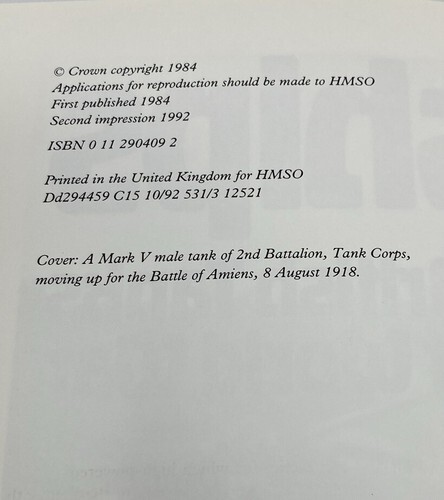 © Crown copyright 1984
Applications for reproduction should be made to HMSO
First published 1984
Second impression 1992
ISBN 0 11 290409 2
Printed in the United Kingdom for HMSO
Dd294459 C15 10/92 531/3 12521
Cover: A Mark V male tank of 2nd Battalion, Tank Corps,
moving up for the Battle of Amiens, 8 August 1918.